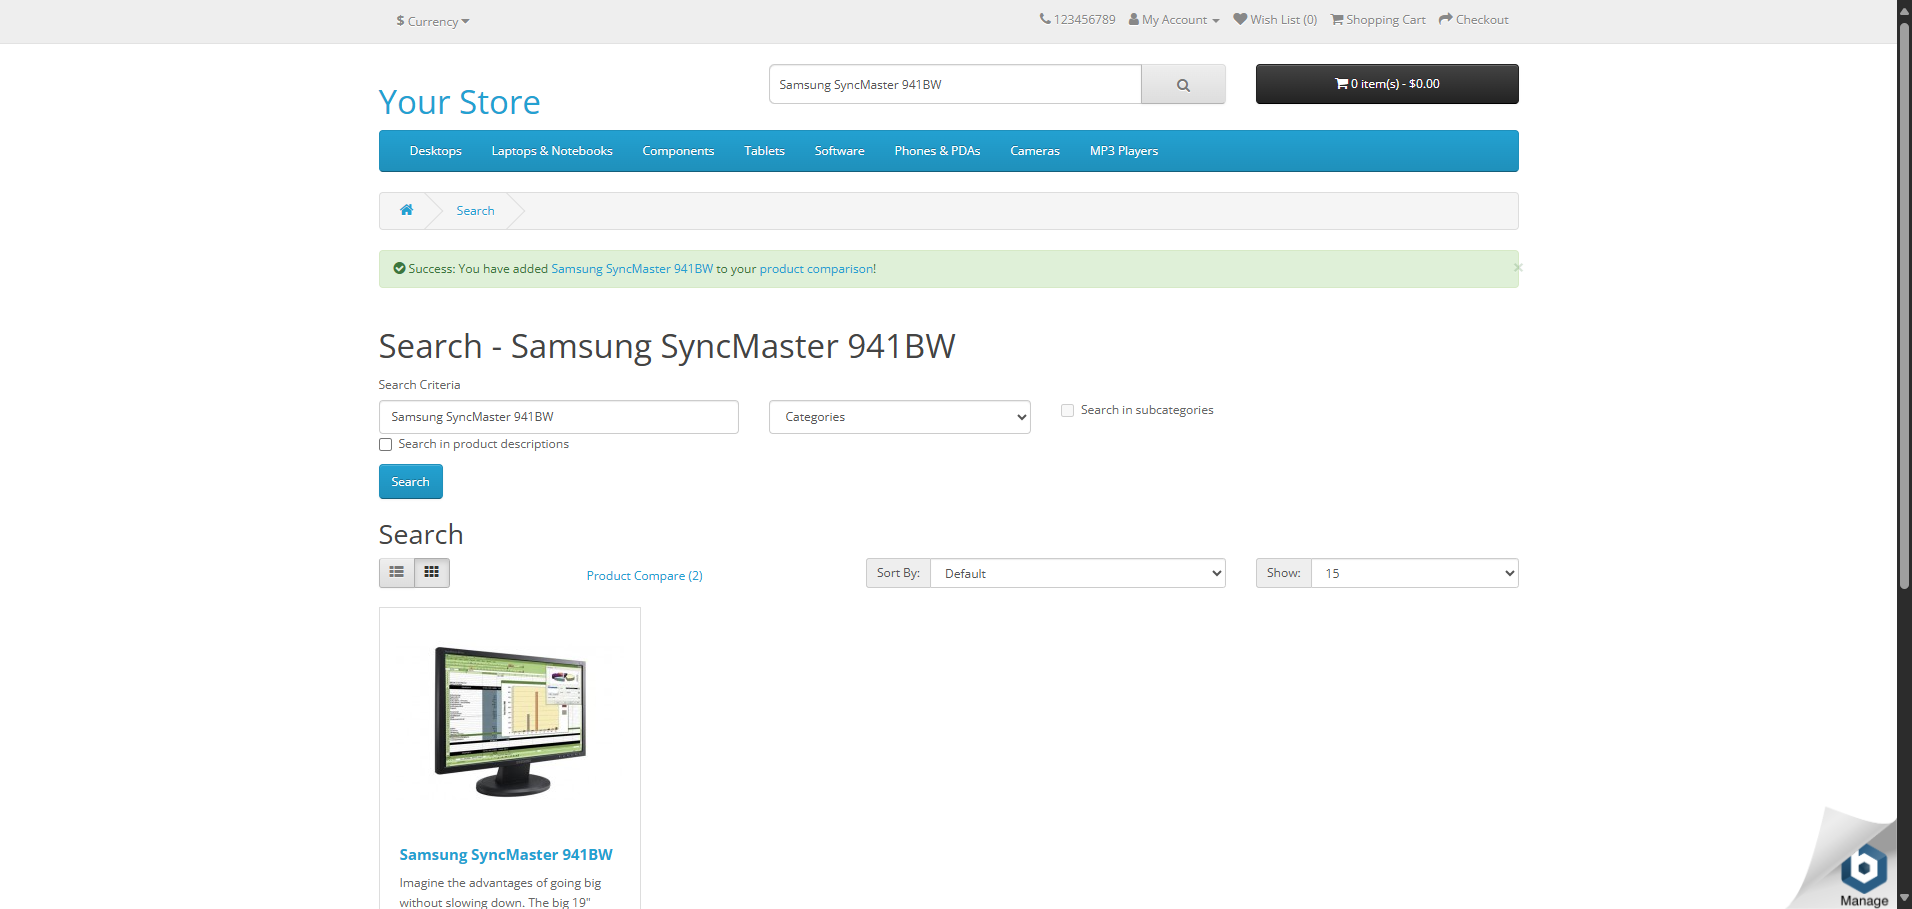 $ Currency
123456789 My Account Wish List (0) Shopping Cart Checkout
Your Store
Samsung SyncMaster 941BW
0 item(s) - $0.00
Desktops Laptops & Notebooks Components Tablets Software Phones & PDAs Cameras MP3 Players
Search
Success: You have added Samsung SyncMaster 941BW to your product comparison!
×
Search - Samsung SyncMaster 941BW
Search Criteria
Samsung SyncMaster 941BW
Categories
Search in subcategories
Search in product descriptions
Search
Search
Product Compare (2)
Sort By: Default
Show: 15
Samsung SyncMaster 941BW
Imagine the advantages of going big
without slowing down. The big 19"
Manage